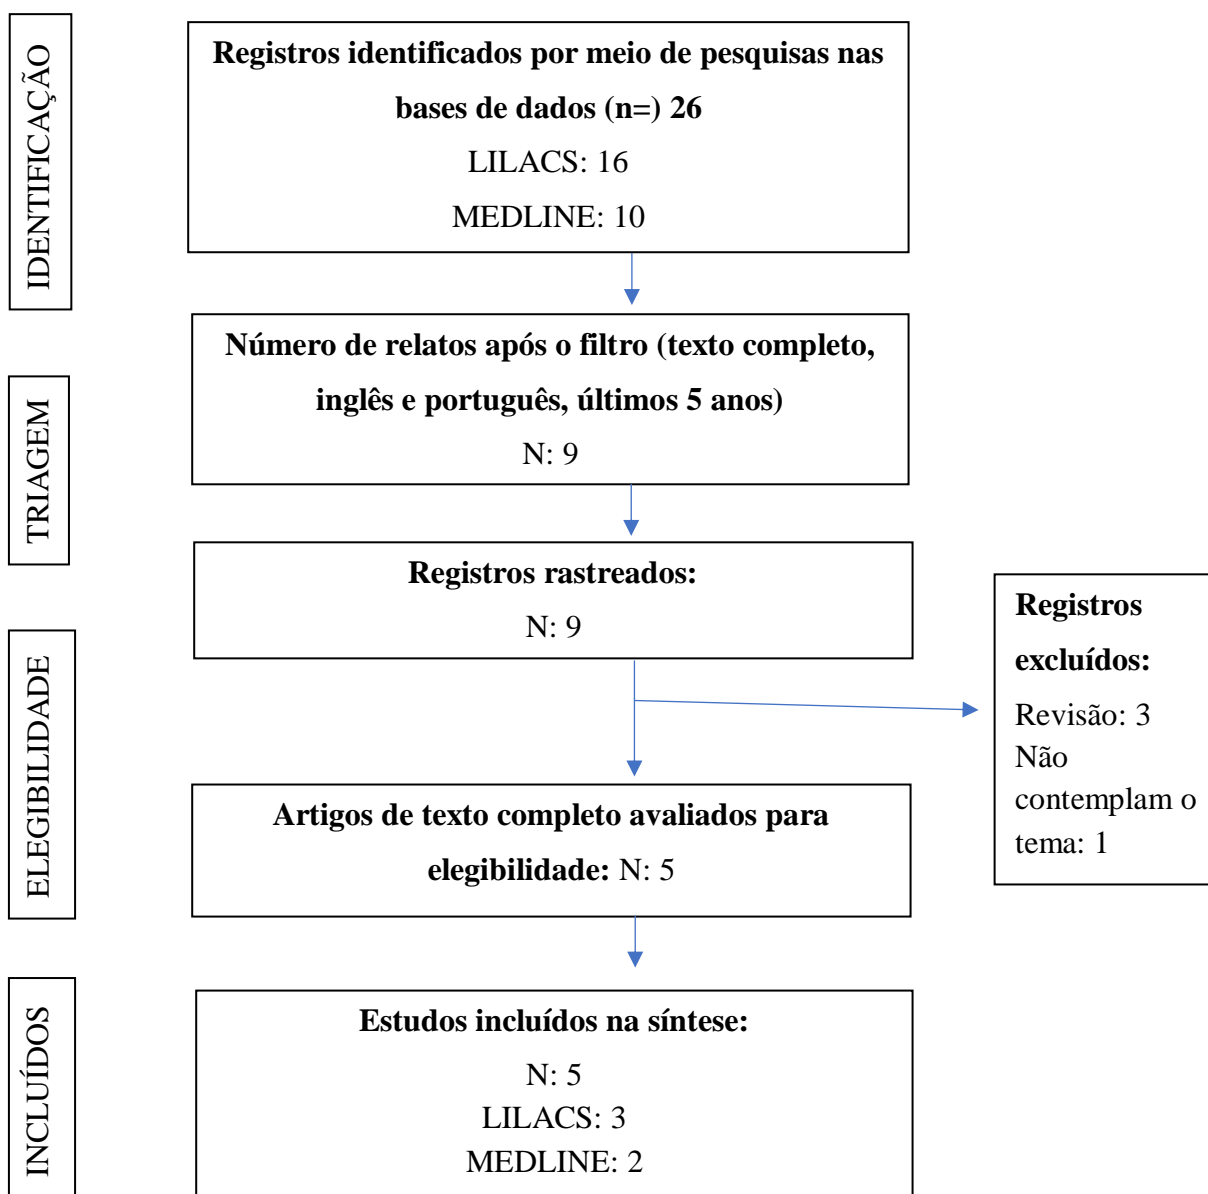 IDENTIFICAÇÃO
Registros identificados por meio de pesquisas nas
bases de dados (n=) 26
LILACS: 16
MEDLINE: 10
TRIAGEM
Número de relatos após o filtro (texto completo,
inglês e português, últimos 5 anos)
N: 9
Registros rastreados:
N: 9
Registros
excluídos:
Revisão: 3
Não
contemplam o
tema: 1
ELEGIBILIDADE
Artigos de texto completo avaliados para
elegibilidade: N: 5
INCLUÍDOS
Estudos incluídos na síntese:
N: 5
LILACS: 3
MEDLINE: 2